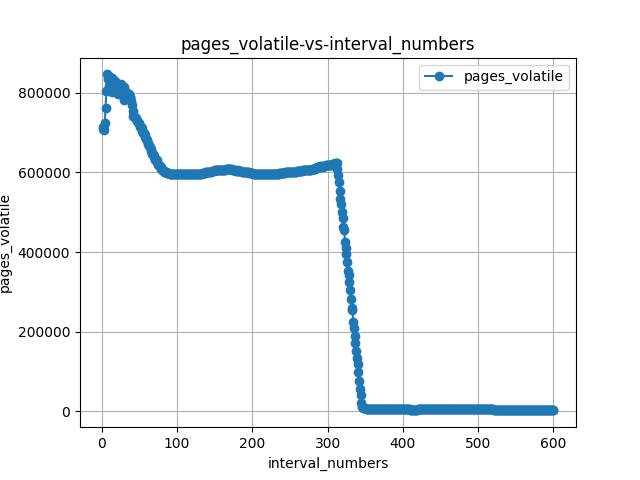 pages_volatile-vs-interval_numbers
pages_volatile
pages_volatile
800000
600000
400000
200000
0
0 100 200 300 400 500 600
interval_numbers